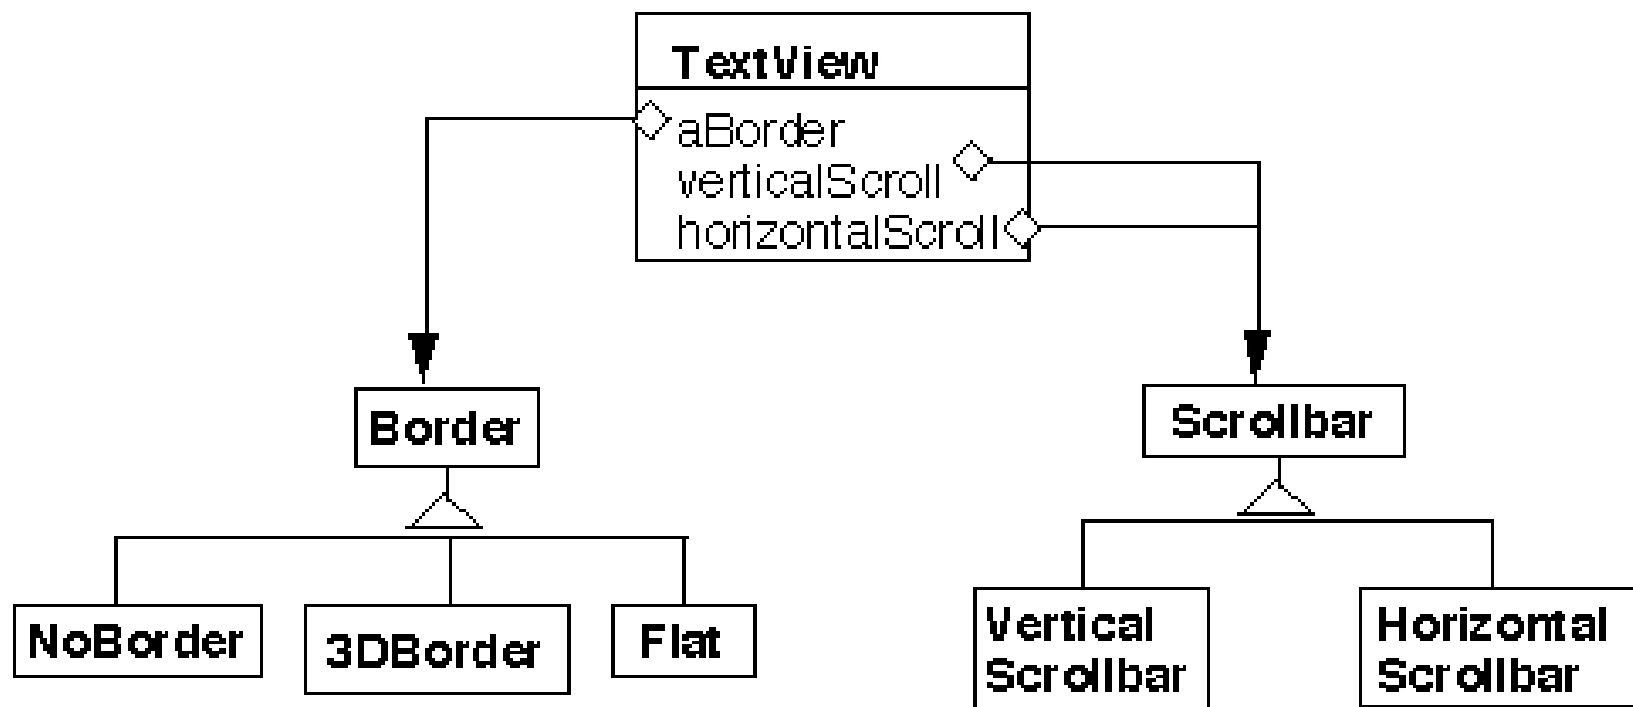 TextView
aBorder
verticalScroll
horizontalScroll
Border
Scrollbar
NoBorder
3DBorder
Flat
Vertical
Scrollbar
Horizontal
Scrollbar